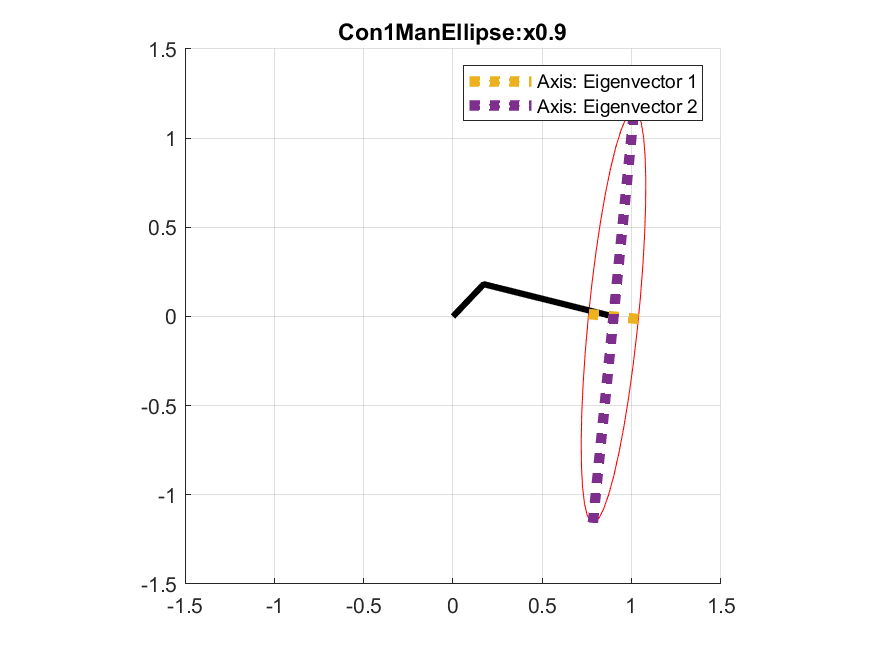 Con1ManEllipse:x0.9
1.5
Axis: Eigenvector 1
Axis: Eigenvector 2
1
0.5
0
-0.5
-1
-1.5
-1.5 -1 -0.5 0 0.5 1 1.5